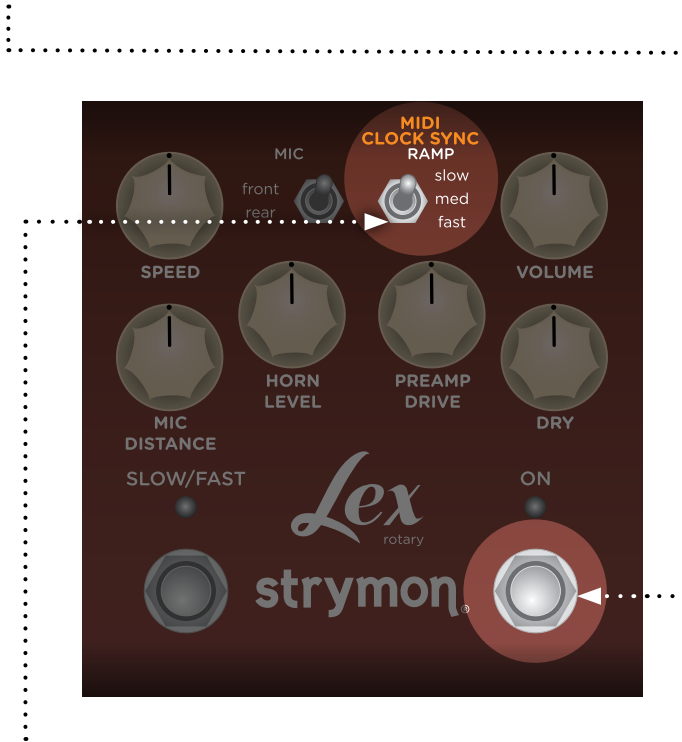 MIDI
CLOCK SYNC
MIC
RAMP
front
rear
slow
med
fast
SPEED
VOLUME
HORN
LEVEL
PREAMP
DRIVE
MIC
DISTANCE
DRY
SLOW/FAST
ON
Lex
rotary
strymon®